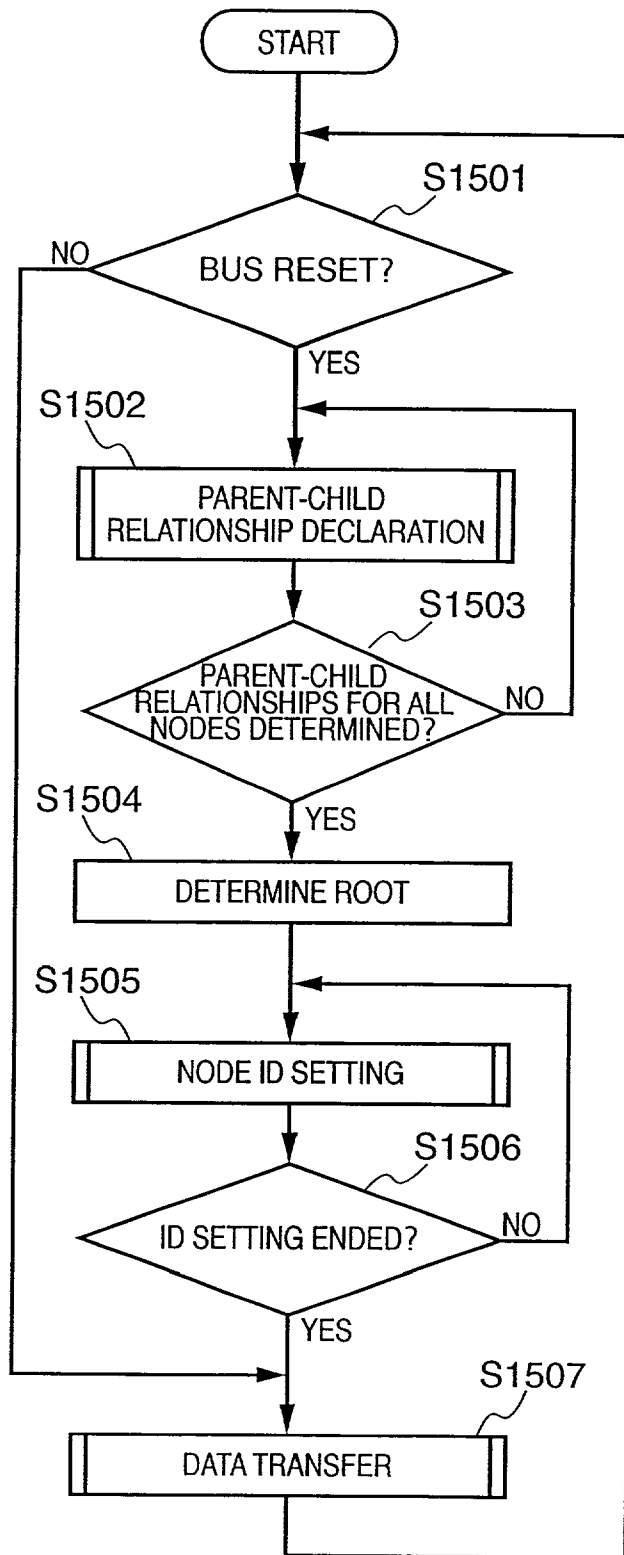 START
S1501
NO
BUS RESET?
YES
S1502
PARENT-CHILD
RELATIONSHIP DECLARATION
S1503
PARENT-CHILD
RELATIONSHIPS FOR ALL
NODES DETERMINED?
NO
YES
S1504
DETERMINE ROOT
S1505
NODE ID SETTING
S1506
ID SETTING ENDED?
NO
YES
S1507
DATA TRANSFER